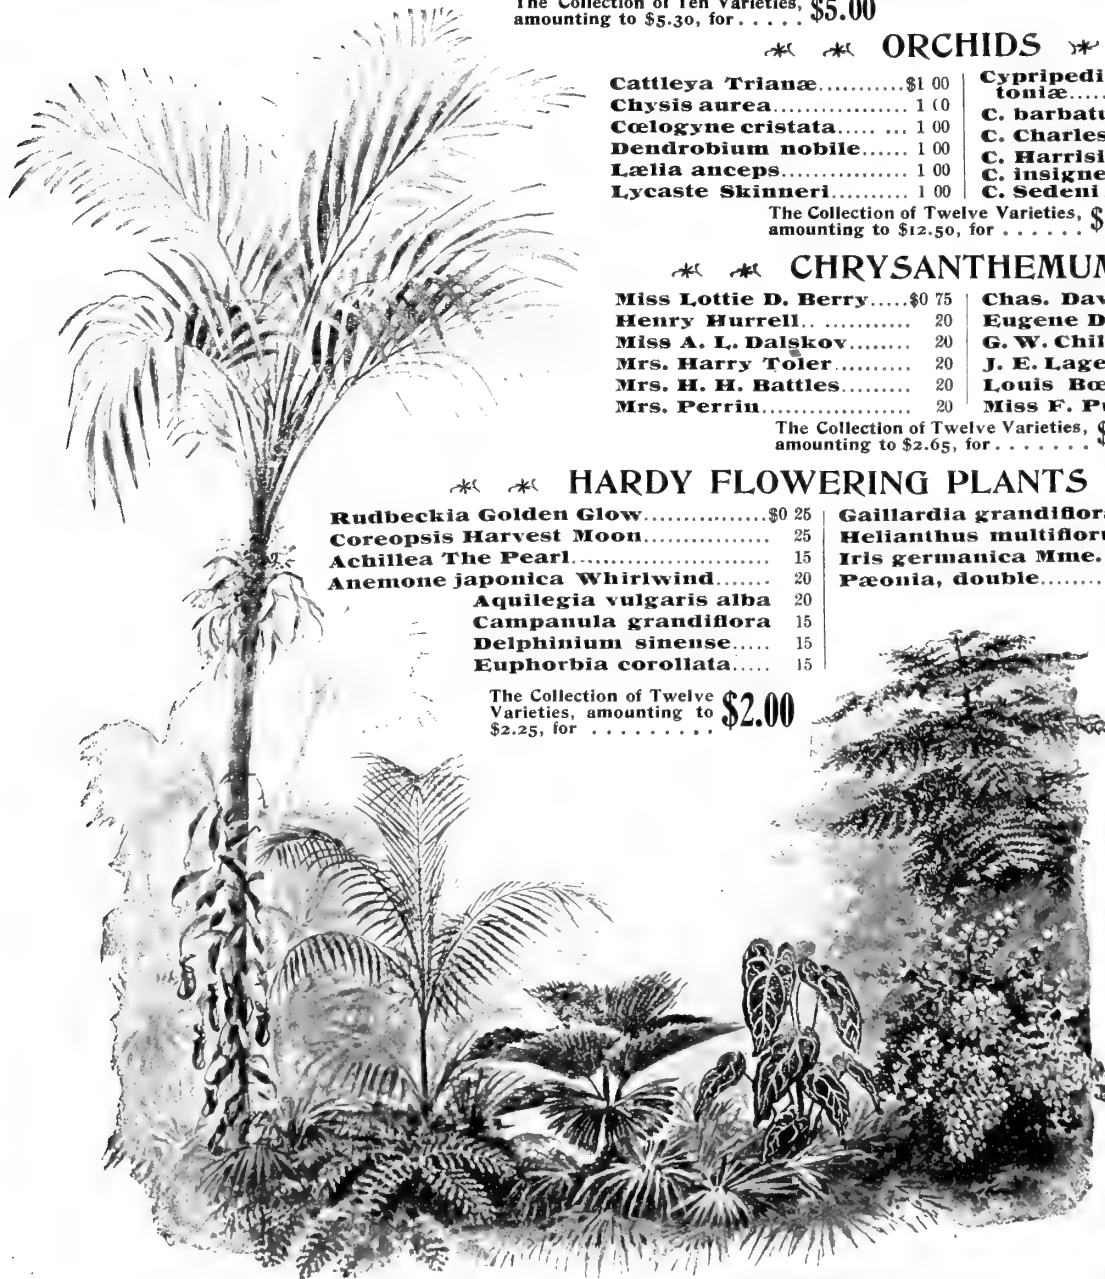 The Collection of Ten Varieties,
amounting to $5.30, for . . . . . $5.00
ORCHIDS
Cattleya Trianæ...........$1 00
Chysis aurea................ 1 00
Cœlogyne cristata..... ... 1 00
Dendrobium nobile...... 1 00
Lælia anceps............... 1 00
Lycaste Skinneri.......... 1 00
Cypripedi
toniæ.....
C. barbatu
C. Charles
C. Harrisi
C. insigne
C. Sedeni
The Collection of Twelve Varieties, $
amounting to $12.50, for . . . . . .
CHRYSANTHEMUM
Miss Lottie D. Berry.....$0 75
Henry Hurrell.. ............ 20
Miss A. L. Dalskov........ 20
Mrs. Harry Toler.......... 20
Mrs. H. H. Battles......... 20
Mrs. Perrin................... 20
Chas. Dav
Eugene D
G. W. Chil
J. E. Lage
Louis Bœ
Miss F. Pu
The Collection of Twelve Varieties, $
amounting to $2.65, for . . . . . . .
HARDY FLOWERING PLANTS
Rudbeckia Golden Glow................$0 25
Coreopsis Harvest Moon............... 25
Achillea The Pearl......................... 15
Anemone japonica Whirlwind....... 20
Aquilegia vulgaris alba 20
Campanula grandiflora 15
Delphinium sinense..... 15
Euphorbia corollata..... 15
Gaillardia grandiflora
Helianthus multifloru
Iris germanica Mme.
Pæonia, double........
The Collection of Twelve
Varieties, amounting to $2.00
$2.25, for . . . . . . . . .